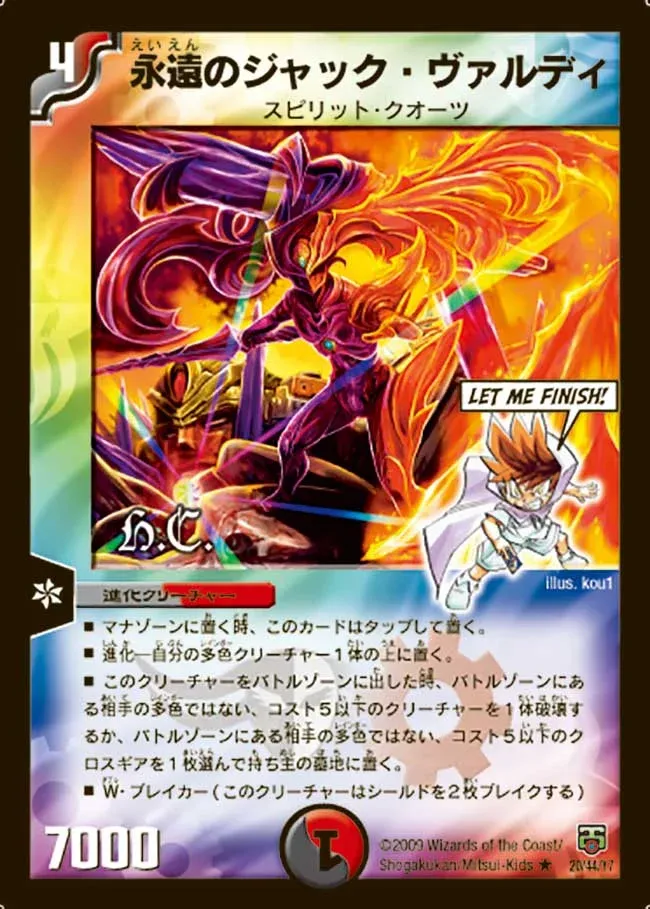 4
えいえん
永遠のジャック・ヴァルディ
スピリット・クオーツ
LET ME FINISH!
H.C.
illus. kou1
進化クリーチャー
■ マナゾーンに置く時、このカードはタップして置く。
■ 進化—自分の多色クリーチャー1体の上に置く。
■ このクリーチャーをバトルゾーンに出した時、バトルゾーンにあ
る相手の多色ではない、コスト5以下のクリーチャーを1体破壊す
るか、バトルゾーンにある相手の多色ではない、コスト5以下のク
ロスギアを1枚選んで持ち主の墓地に置く。
■ W・ブレイカー(このクリーチャーはシールドを2枚ブレイクする)
7000
©2009 Wizards of the Coast/
Shogakukan/Mitsui-Kids ★
20/44/Y7